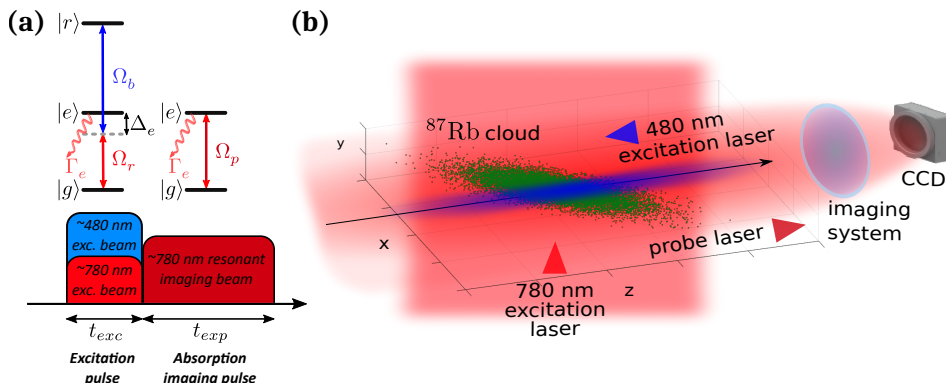 (a)
|r⟩
Ω_b
|e⟩
Δ_e
Γ_e
Ω_r
|g⟩
|e⟩
Γ_e
Ω_p
|g⟩
~480 nm
exc. beam
~780 nm
exc. beam
~780 nm resonant
imaging beam
t_exc
t_exp
Excitation
pulse
Absorption
imaging pulse
(b)
y
x
z
⁸⁷Rb cloud
480 nm
excitation laser
780 nm
excitation
laser
probe laser
imaging
system
CCD